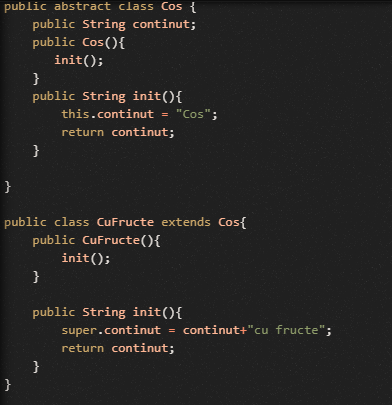 public abstract class Cos {
public String continut;
public Cos(){
init();
}
public String init(){
this.continut = "Cos";
return continut;
}
}
public class CuFructe extends Cos{
public CuFructe(){
init();
}
public String init(){
super.continut = continut+"cu fructe";
return continut;
}
}